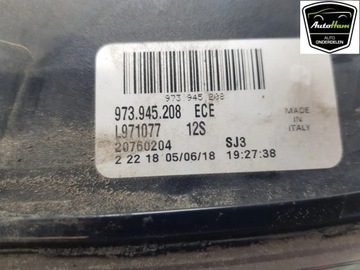 AutoHam
AUTO ONDERDELEN
973 945 208
973.945.208 ECE
L971077 12S
20760204 SJ3
2 22 18 05/06/18 19:27:38
MADE
IN
ITALY